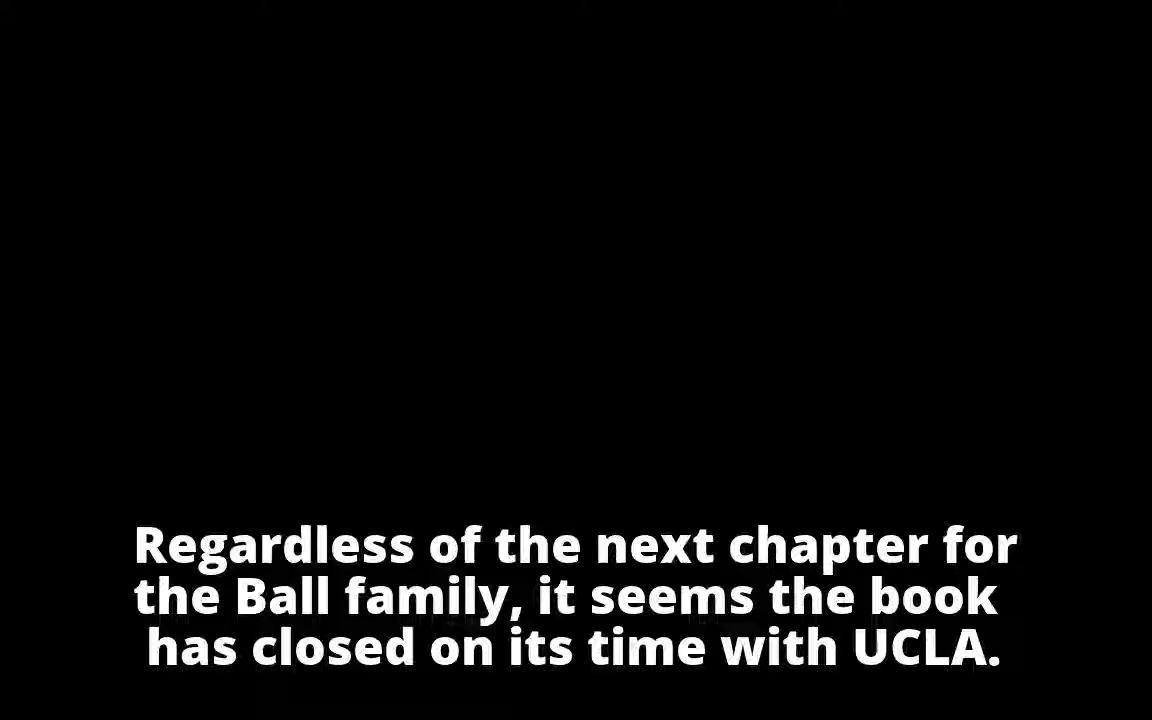 Regardless of the next chapter for
the Ball family, it seems the book
has closed on its time with UCLA.